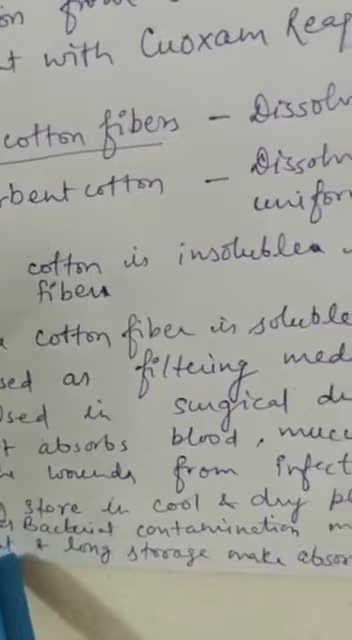 with Cuoxam Reag
cotton fibers - Dissolv
rbent cotton - Dissolv
unifor
cotton is insoluble
fibers
cotton fiber is soluble
sed as filtering med
Used in surgical d
absorbs blood, muc
wounds from infect
store in cool & dry pl
Bacterial contamination m
& long storage make absor